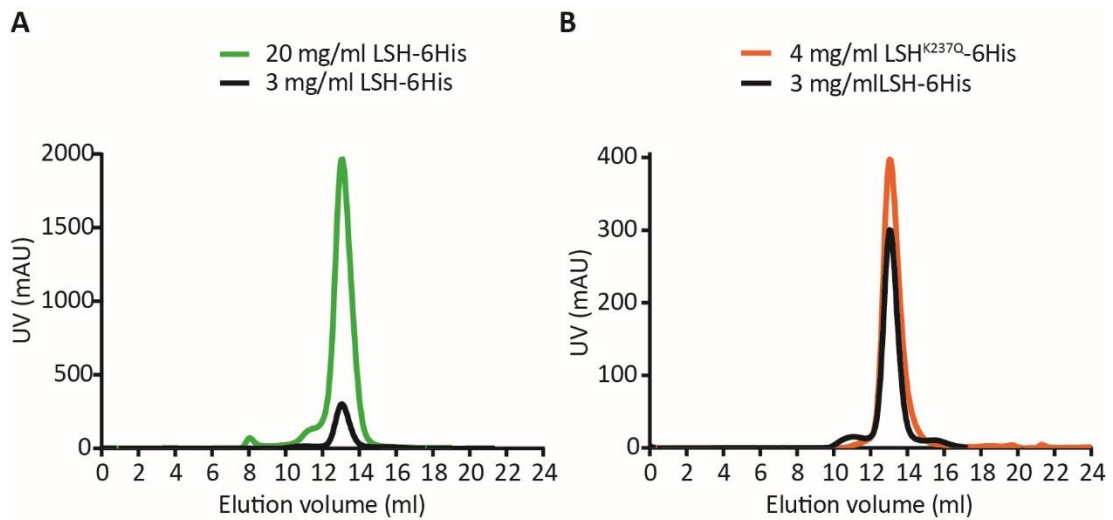 A
20 mg/ml LSH-6His
3 mg/ml LSH-6His
2000
1500
1000
500
0
UV (mAU)
0 2 4 6 8 10 12 14 16 18 20 22 24
Elution volume (ml)
B
4 mg/ml LSH^K237Q-6His
3 mg/mlLSH-6His
400
300
200
100
0
UV (mAU)
0 2 4 6 8 10 12 14 16 18 20 22 24
Elution volume (ml)